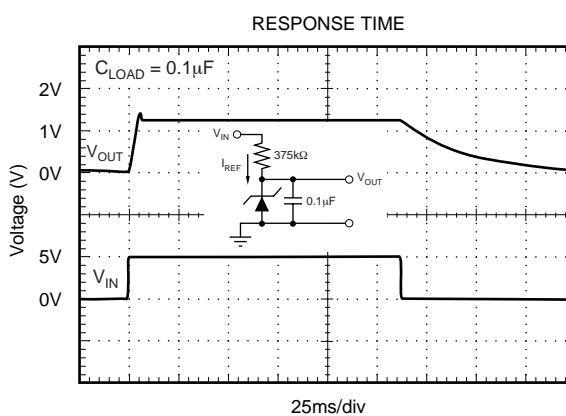 RESPONSE TIME
C_LOAD = 0.1µF
2V
1V
0V
V_OUT
V_IN
I_REF
375kΩ
V_OUT
0.1µF
Voltage (V)
5V
0V
V_IN
25ms/div